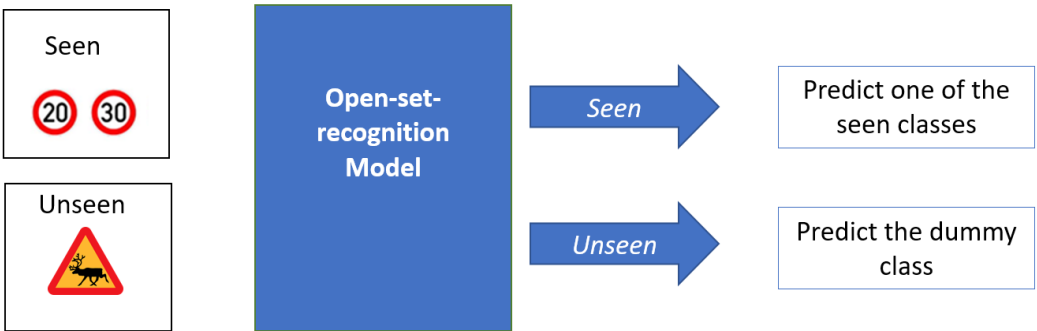 Seen
20 30
Unseen
Open-set-
recognition
Model
Seen
Unseen
Predict one of the
seen classes
Predict the dummy
class